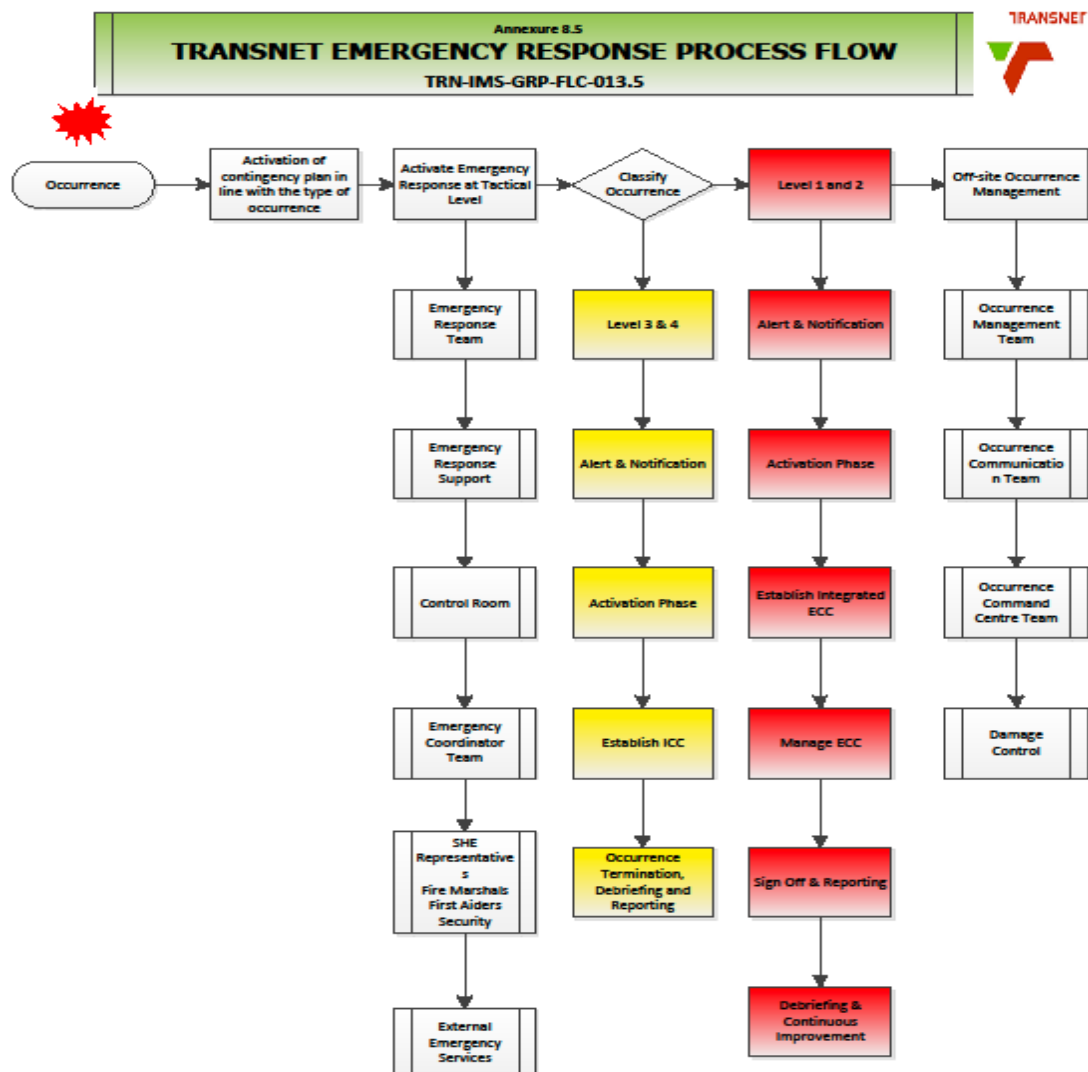 Annexure 8.5
TRANSNET EMERGENCY RESPONSE PROCESS FLOW
TRN-IMS-GRP-FLC-013.5
TRANSNET
Occurrence
Activation of
contingency plan in
line with the type of
occurrence
Activate Emergency
Response at Tactical
Level
Classify
Occurrence
Level 1 and 2
Off-site Occurrence
Management
Emergency
Response
Team
Level 3 & 4
Alert & Notification
Occurrence
Management
Team
Emergency
Response
Support
Alert & Notification
Activation Phase
Occurrence
Communicatio
n Team
Control Room
Activation Phase
Establish Integrated
ECC
Occurrence
Command
Centre Team
Emergency
Coordinator
Team
Establish ICC
Manage ECC
Damage
Control
SHE
Representative
s
Fire Marshals
First Aiders
Security
Occurrence
Termination,
Debriefing and
Reporting
Sign Off & Reporting
External
Emergency
Services
Debriefing &
Continuous
Improvement